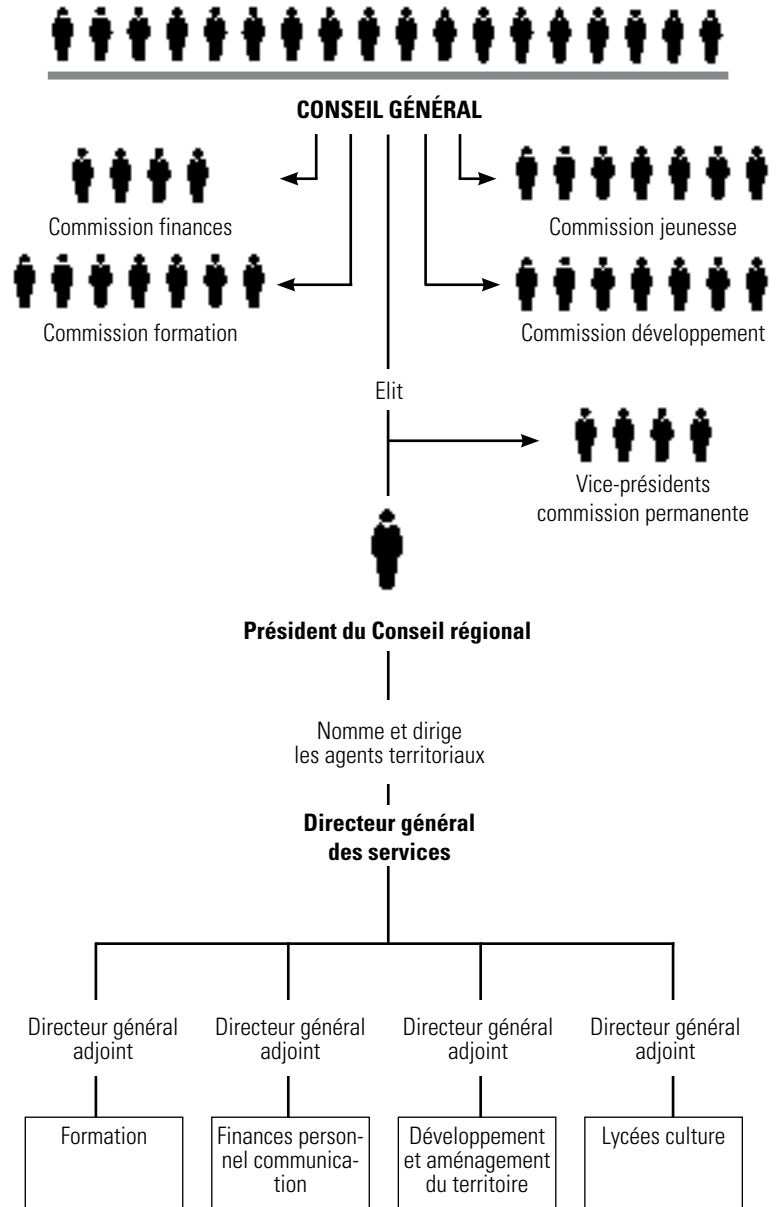 CONSEIL GÉNÉRAL
Commission finances
Commission jeunesse
Commission formation
Commission développement
Elit
Vice-présidents
commission permanente
Président du Conseil régional
Nomme et dirige
les agents territoriaux
Directeur général
des services
Directeur général
adjoint
Directeur général
adjoint
Directeur général
adjoint
Directeur général
adjoint
Formation
Finances person-
nel communica-
tion
Développement
et aménagement
du territoire
Lycées culture